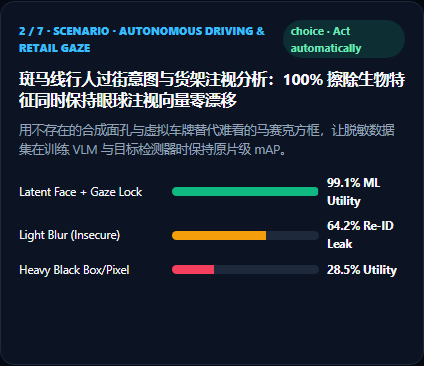 2 / 7 · SCENARIO · AUTONOMOUS DRIVING &
RETAIL GAZE
choice · Act
automatically
斑马线行人过街意图与货架注视分析：100% 擦除生物特
征同时保持眼球注视向量零漂移
用不存在的合成面孔与虚拟车牌替代难看的马赛克方框，让脱敏数据
集在训练 VLM 与目标检测器时保持原片级 mAP。
Latent Face + Gaze Lock
99.1% ML
Utility
Light Blur (Insecure)
64.2% Re-ID
Leak
Heavy Black Box/Pixel
28.5% Utility